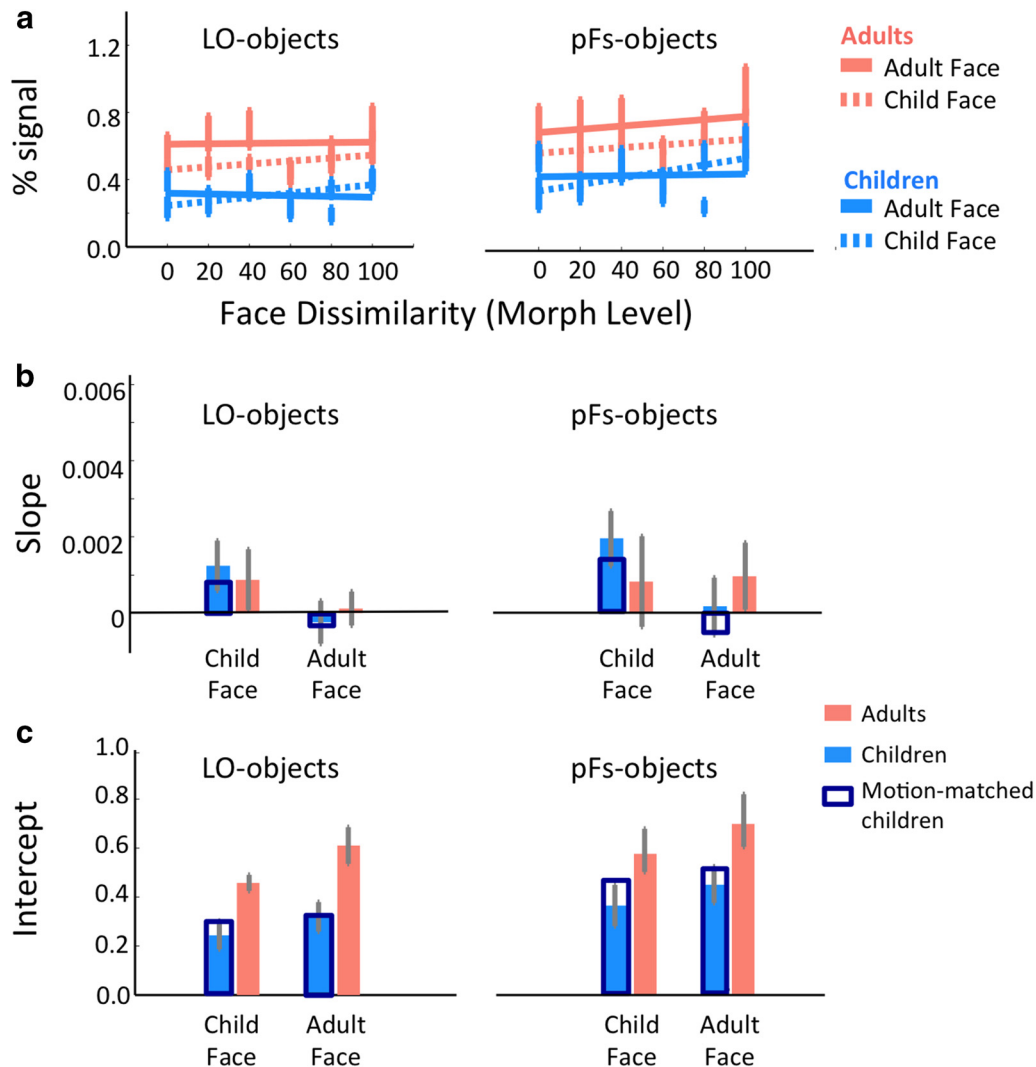 a
LO-objects
pFs-objects
1.2
0.8
0.4
0.0
% signal
0 20 40 60 80 100
0 20 40 60 80 100
Face Dissimilarity (Morph Level)
Adults
Adult Face
Child Face
Children
Adult Face
Child Face
b
LO-objects
pFs-objects
0.006
0.004
0.002
0
Slope
Child Face
Adult Face
Child Face
Adult Face
c
LO-objects
pFs-objects
1.0
0.8
0.6
0.4
0.2
0.0
Intercept
Child Face
Adult Face
Child Face
Adult Face
Adults
Children
Motion-matched
children